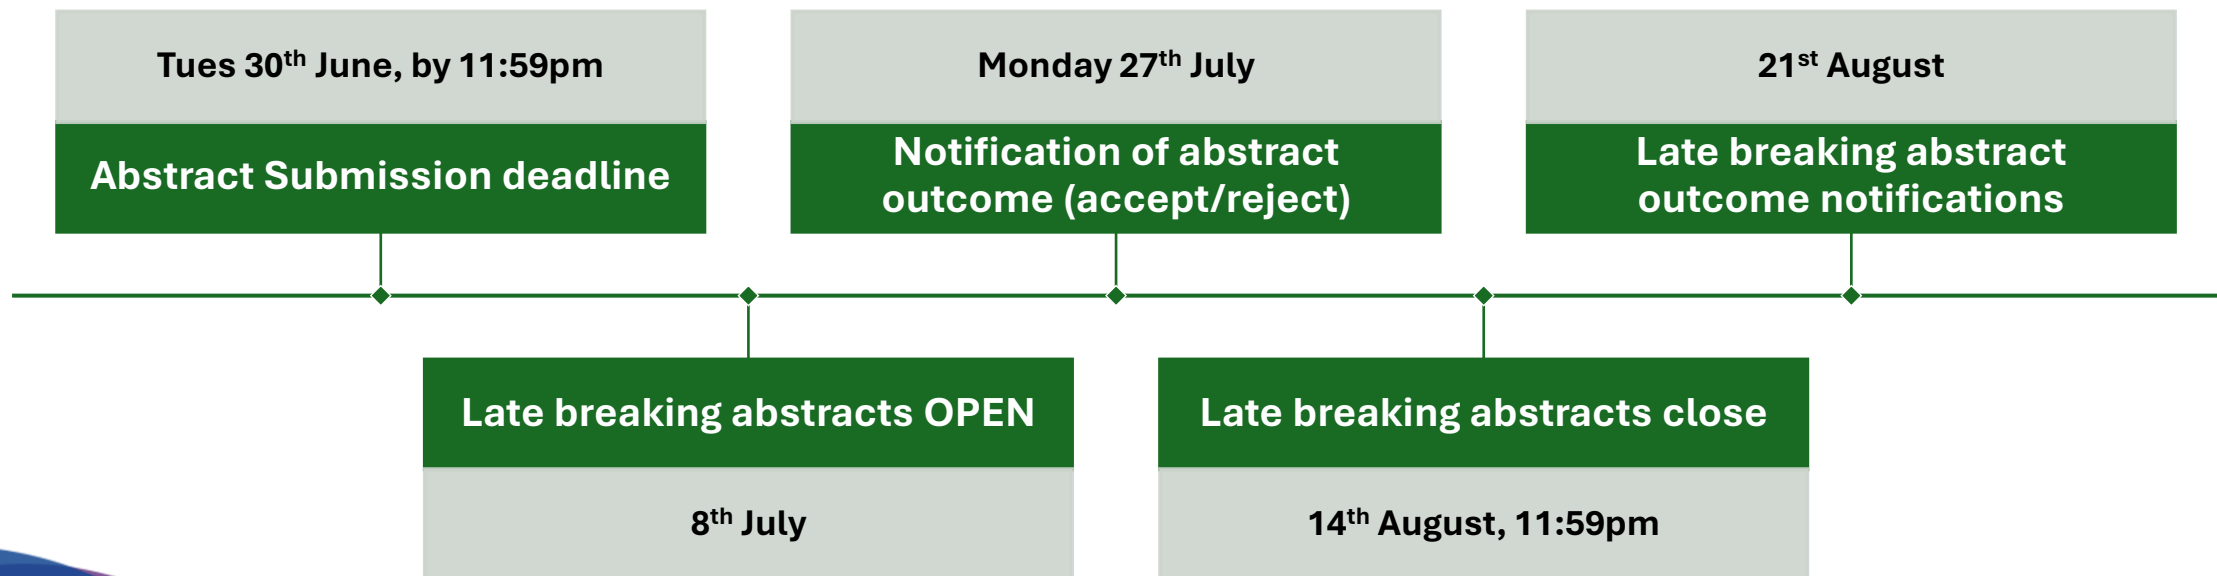 Tues 30th June, by 11:59pm
Abstract Submission deadline
Late breaking abstracts OPEN
8th July
Monday 27th July
Notification of abstract
outcome (accept/reject)
Late breaking abstracts close
14th August, 11:59pm
21st August
Late breaking abstract
outcome notifications